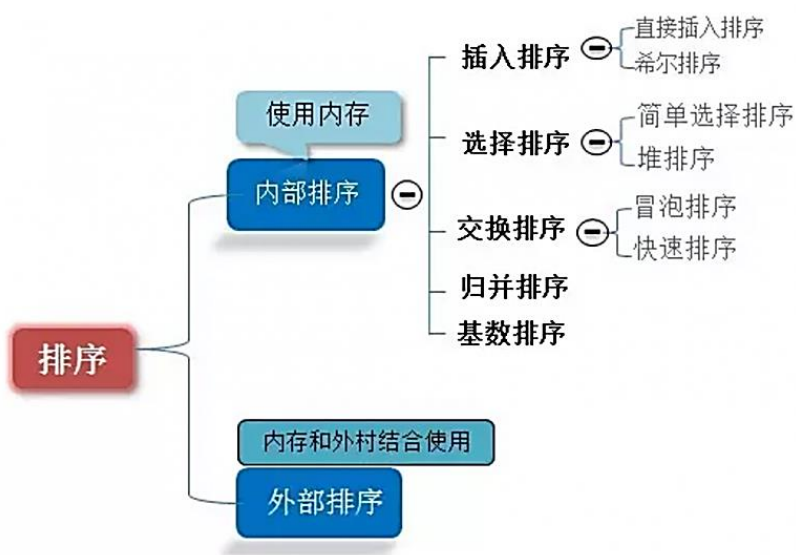 直接插入排序
插入排序
希尔排序
使用内存
简单选择排序
选择排序
堆排序
内部排序
冒泡排序
交换排序
快速排序
归并排序
基数排序
排序
内存和外村结合使用
外部排序